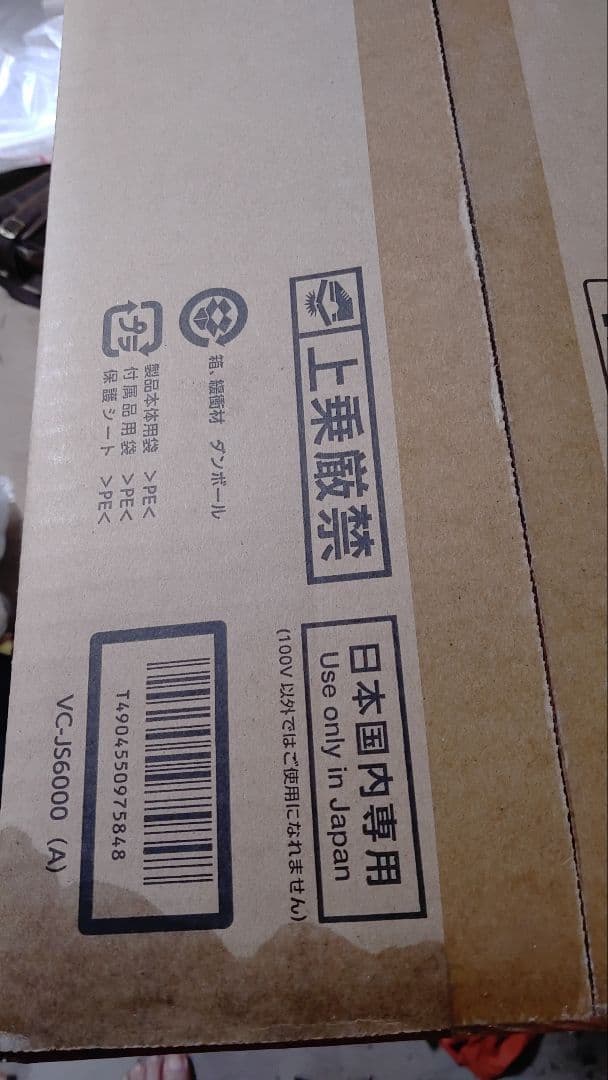 上乗厳禁
箱、緩衝材 ダンボール
プラ
製品本体用袋 >PE<
付属品用袋 >PE<
保護シート >PE<
日本国内専用
Use only in Japan
(100V以外ではご使用になれません)
T4904550975848
VC-JS6000 (A)